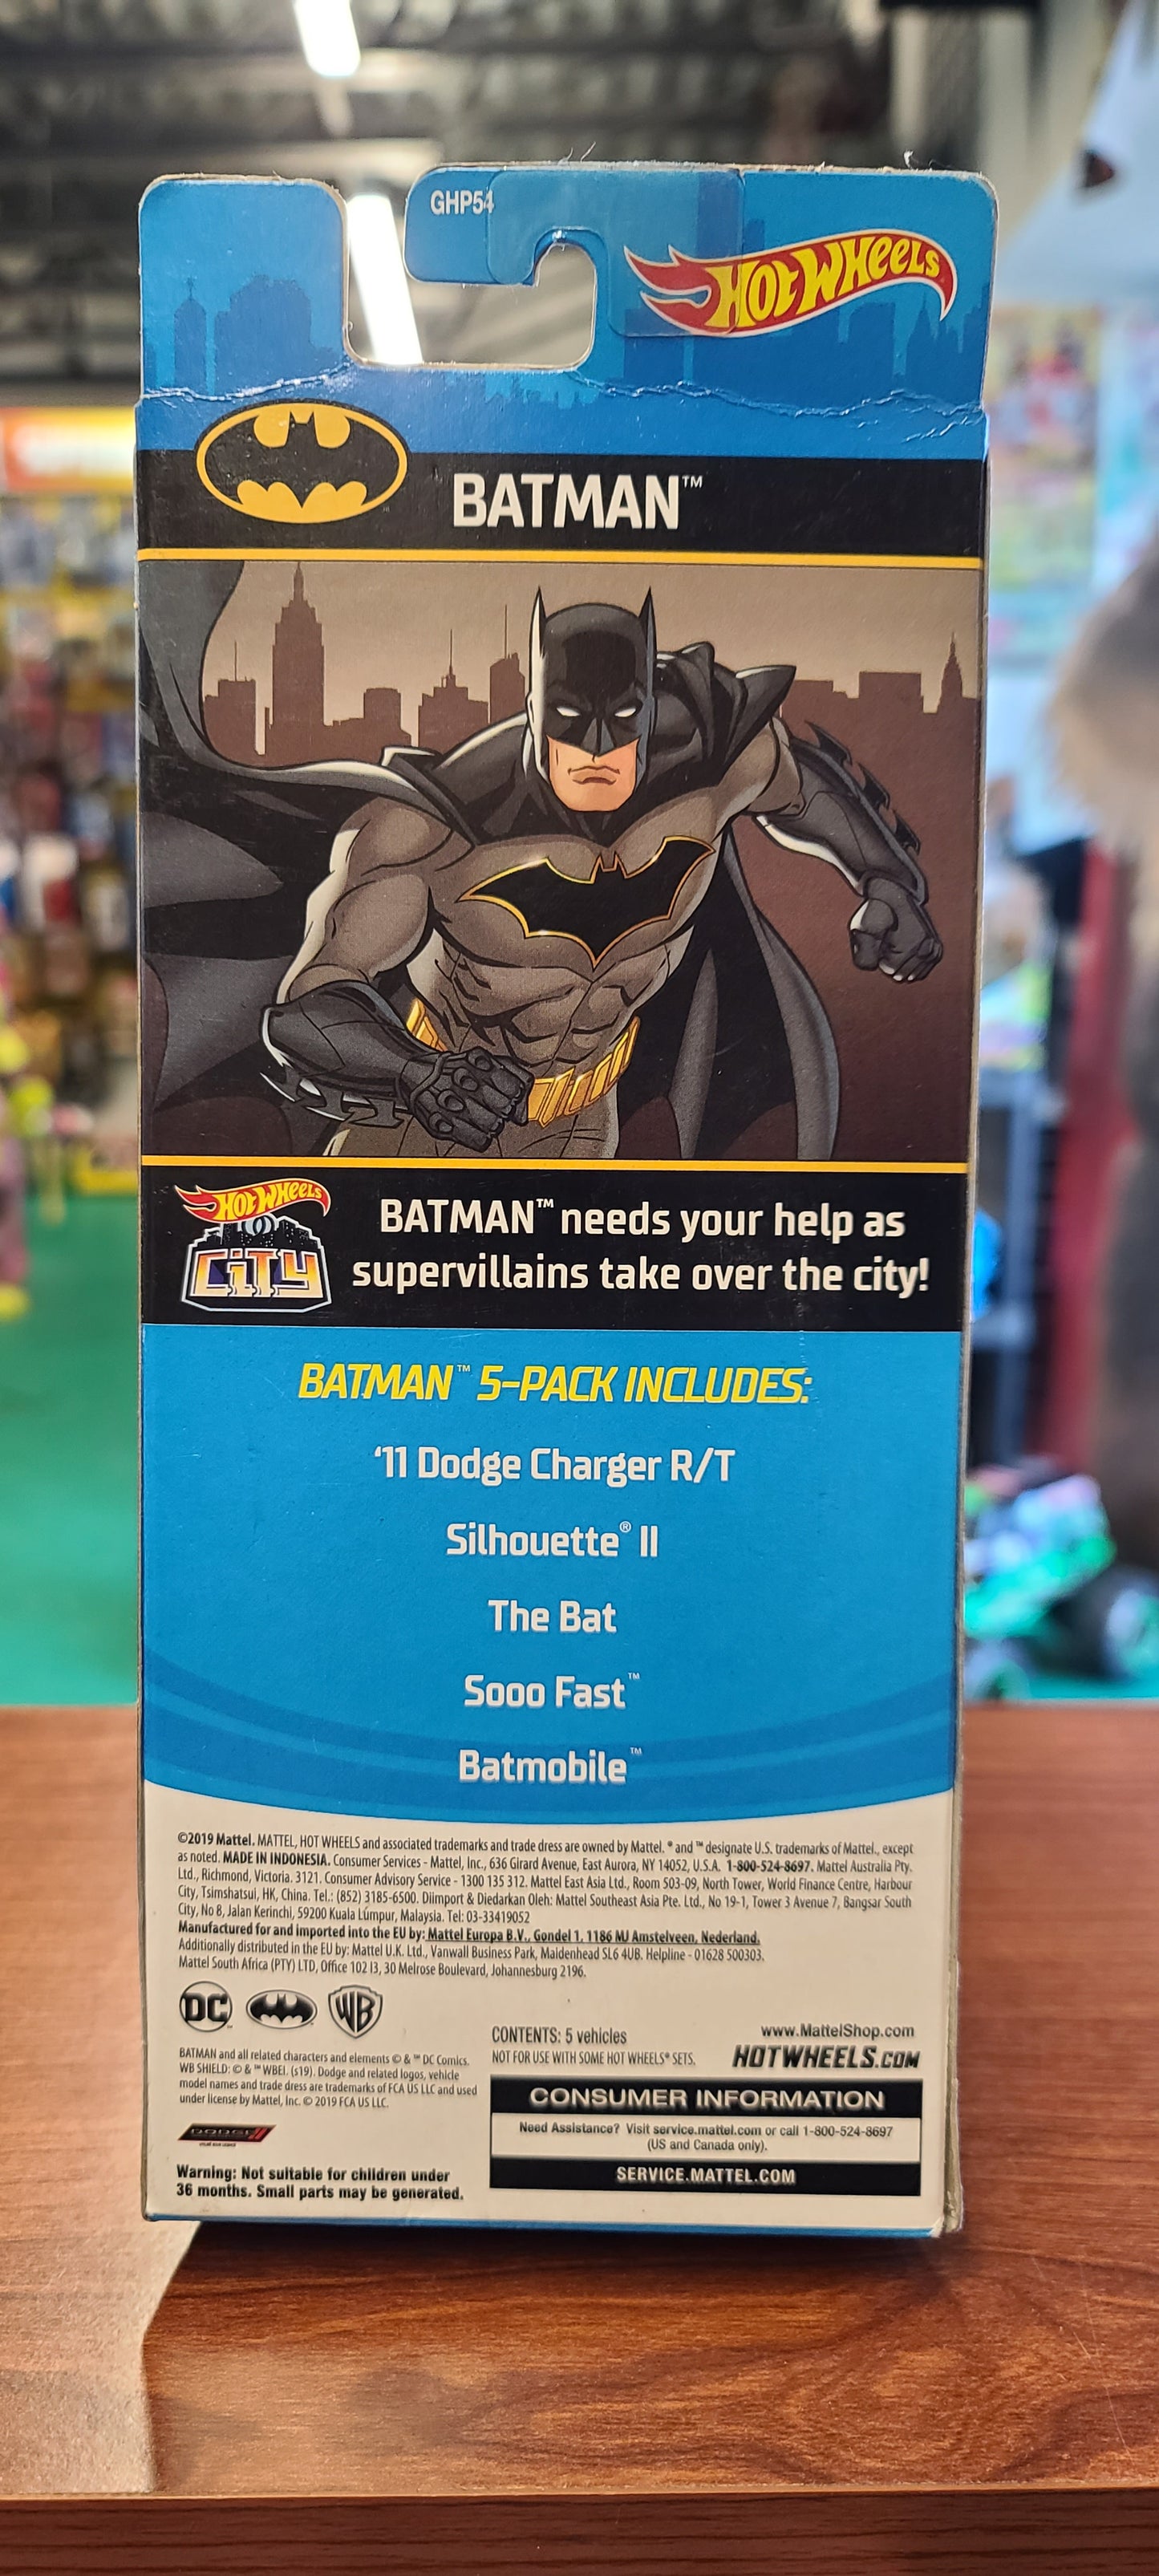 GHP54
HOT WHEELS
BATMAN™
HOT WHEELS
CITY
BATMAN™ needs your help as
supervillains take over the city!
BATMAN™ 5-PACK INCLUDES:
'11 Dodge Charger R/T
Silhouette® II
The Bat
Sooo Fast™
Batmobile™
©2019 Mattel. MATTEL, HOT WHEELS and associated trademarks and trade dress are owned by Mattel. ® and ™ designate U.S. trademarks of Mattel., except
as noted. MADE IN INDONESIA. Consumer Services - Mattel, Inc., 636 Girard Avenue, East Aurora, NY 14052, U.S.A. 1-800-524-8697. Mattel Australia Pty.
Ltd., Richmond, Victoria. 3121. Consumer Advisory Service - 1300 135 312. Mattel East Asia Ltd., Room 503-09, North Tower, World Finance Centre, Harbour
City, Tsimshatsui, HK, China. Tel.: (852) 3185-6500. Diimport & Diedarkan Oleh: Mattel Southeast Asia Pte. Ltd., No 19-1, Tower 3 Avenue 7, Bangsar South
City, No 8, Jalan Kerinchi, 59200 Kuala Lumpur, Malaysia. Tel: 03-33419052
Manufactured for and imported into the EU by: Mattel Europa B.V., Gondel 1, 1186 MJ Amstelveen, Nederland.
Additionally distributed in the EU by: Mattel U.K. Ltd., Vanwall Business Park, Maidenhead SL6 4UB. Helpline - 01628 500303.
Mattel South Africa (PTY) LTD, Office 102 I3, 30 Melrose Boulevard, Johannesburg 2196.
DC WB
BATMAN and all related characters and elements © & ™ DC Comics.
WB SHIELD: © & ™ WBEI. (s19). Dodge and related logos, vehicle
model names and trade dress are trademarks of FCA US LLC and used
under license by Mattel, Inc. © 2019 FCA US LLC.
DODGE
Warning: Not suitable for children under
36 months. Small parts may be generated.
CONTENTS: 5 vehicles
NOT FOR USE WITH SOME HOT WHEELS® SETS.
www.MattelShop.com
HOTWHEELS.COM
CONSUMER INFORMATION
Need Assistance? Visit service.mattel.com or call 1-800-524-8697
(US and Canada only).
SERVICE.MATTEL.COM